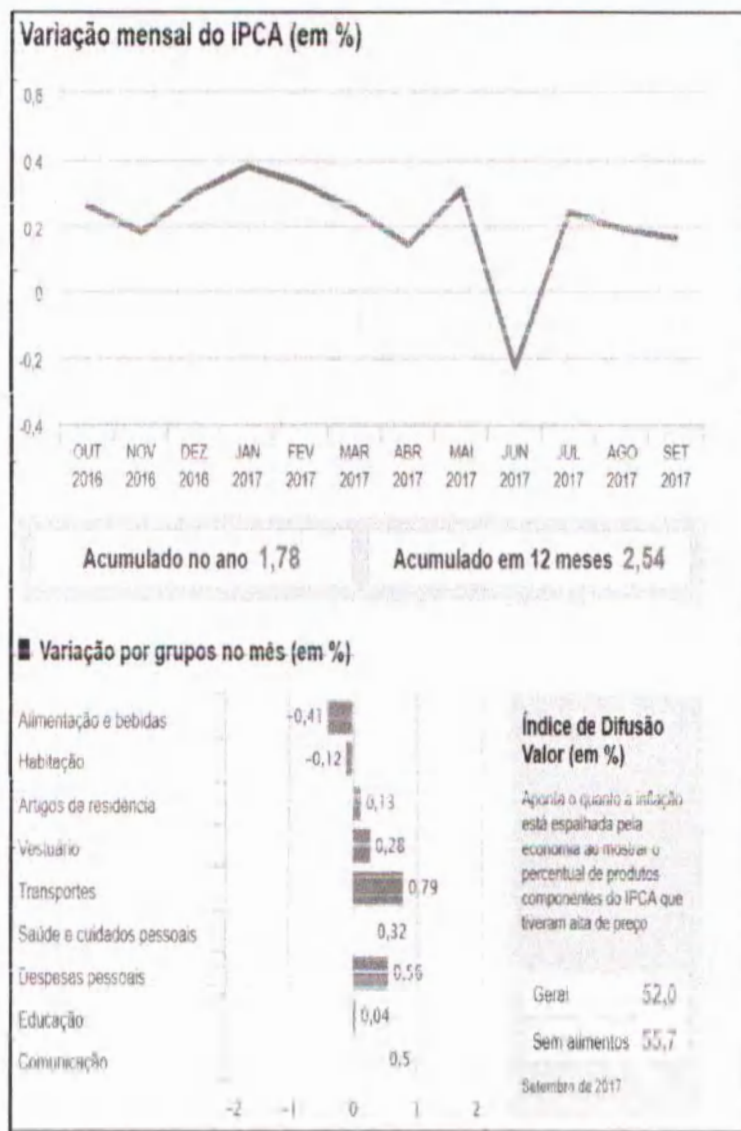 Variação mensal do IPCA (em %)
0,6
0,4
0,2
0
-0,2
-0,4
OUT NOV DEZ JAN FEV MAR ABR MAI JUN JUL AGO SET
2016 2016 2016 2017 2017 2017 2017 2017 2017 2017 2017 2017
Acumulado no ano 1,78
Acumulado em 12 meses 2,54
Variação por grupos no mês (em %)
Alimentação e bebidas -0,41
Habitação -0,12
Artigos de residência 0,13
Vestuário 0,28
Transportes 0,79
Saúde e cuidados pessoais 0,32
Despesas pessoais 0,56
Educação 0,04
Comunicação 0,5
-2 -1 0 1 2
Índice de Difusão
Valor (em %)
Aponta o quanto a inflação
está espalhada pela
economia ao mostrar o
percentual de produtos
componentes do IPCA que
tiveram alta de preço
Geral 52,0
Sem alimentos 55,7
Setembro de 2017